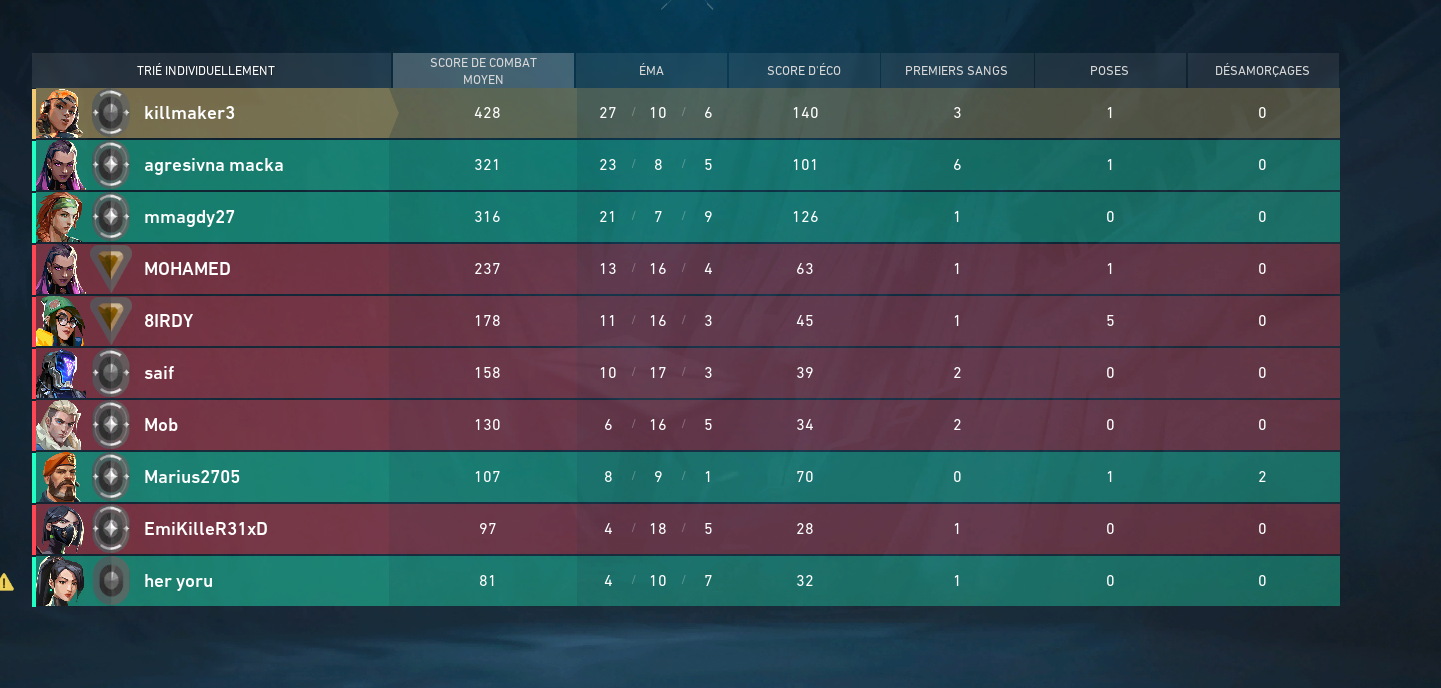 TRIÉ INDIVIDUELLEMENT SCORE DE COMBAT MOYEN ÉMA SCORE D'ÉCO PREMIERS SANGS POSES DÉSAMORÇAGES
killmaker3 428 27 / 10 / 6 140 3 1 0
agresivna macka 321 23 / 8 / 5 101 6 1 0
mmagdy27 316 21 / 7 / 9 126 1 0 0
MOHAMED 237 13 / 16 / 4 63 1 1 0
8IRDY 178 11 / 16 / 3 45 1 5 0
saif 158 10 / 17 / 3 39 2 0 0
Mob 130 6 / 16 / 5 34 2 0 0
Marius2705 107 8 / 9 / 1 70 0 1 2
EmiKilleR31xD 97 4 / 18 / 5 28 1 0 0
her yoru 81 4 / 10 / 7 32 1 0 0